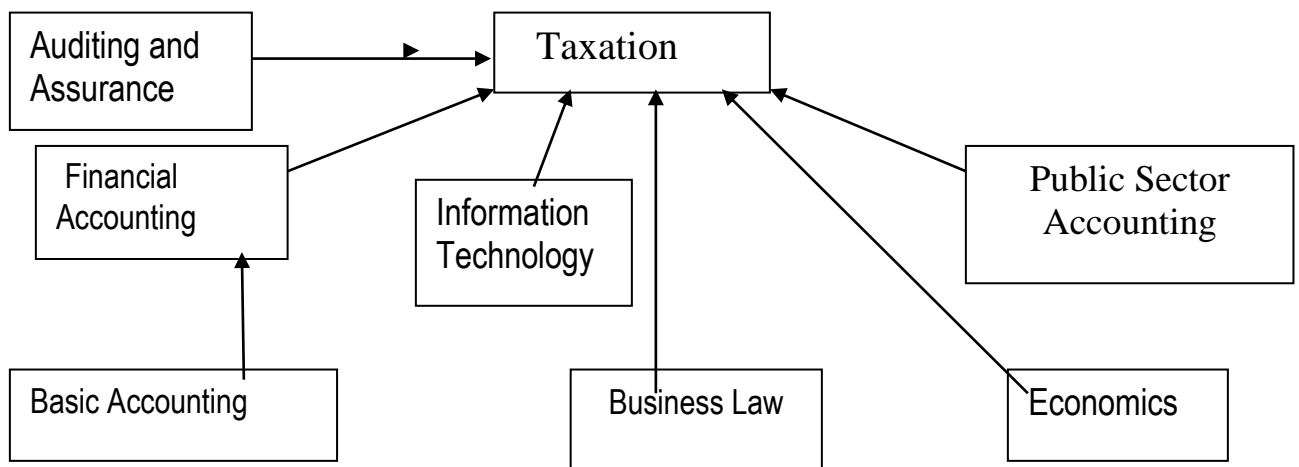 Auditing and
Assurance
Taxation
Financial
Accounting
Information
Technology
Public Sector
Accounting
Basic Accounting
Business Law
Economics